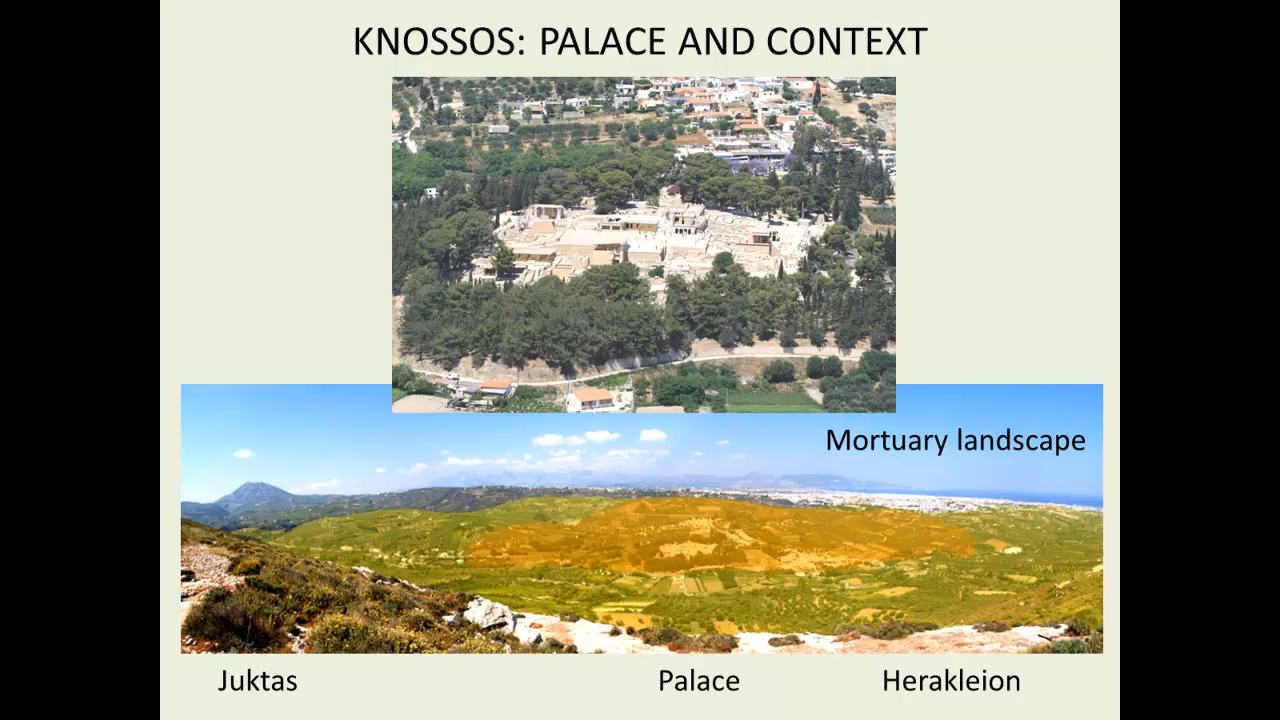 KNOSSOS: PALACE AND CONTEXT
Mortuary landscape
Juktas
Palace
Herakleion